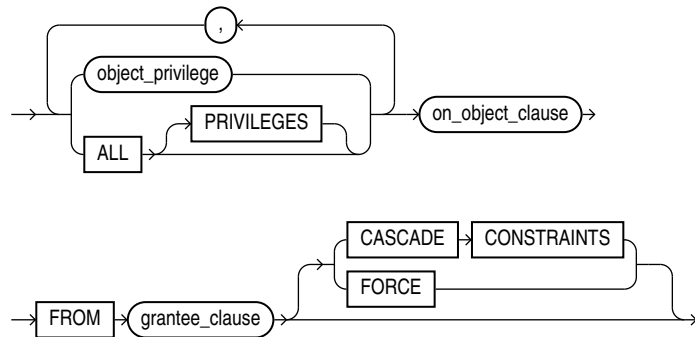 ,
object_privilege
ALL PRIVILEGES on_object_clause
CASCADE CONSTRAINTS
FORCE
FROM grantee_clause